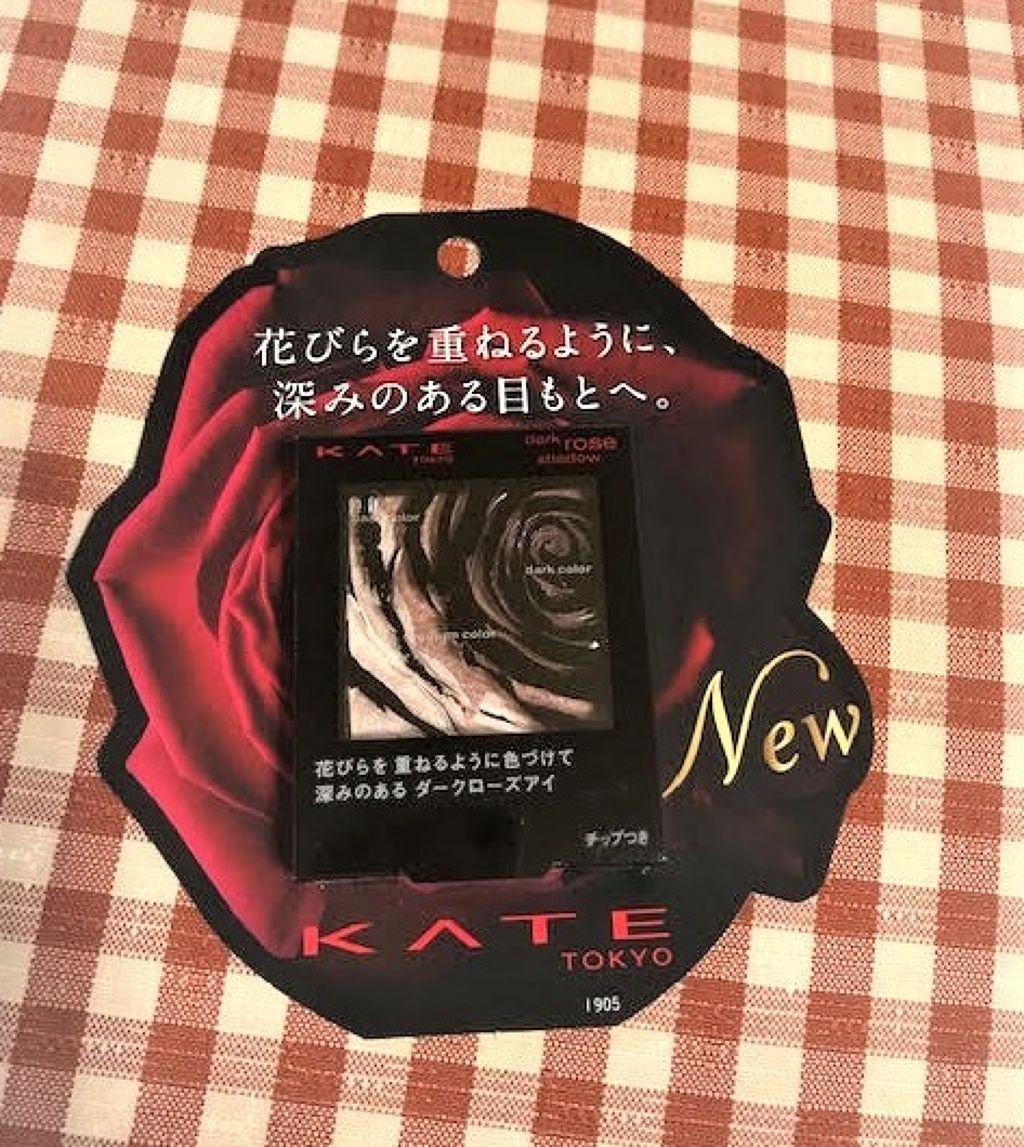 花びらを重ねるように、
深みのある目もとへ。
KATE
TOKYO
dark rose
shadow
color
dark color
color
花びらを重ねるように色づけて
深みのある ダークローズアイ
チップつき
New
KATE
TOKYO
1905